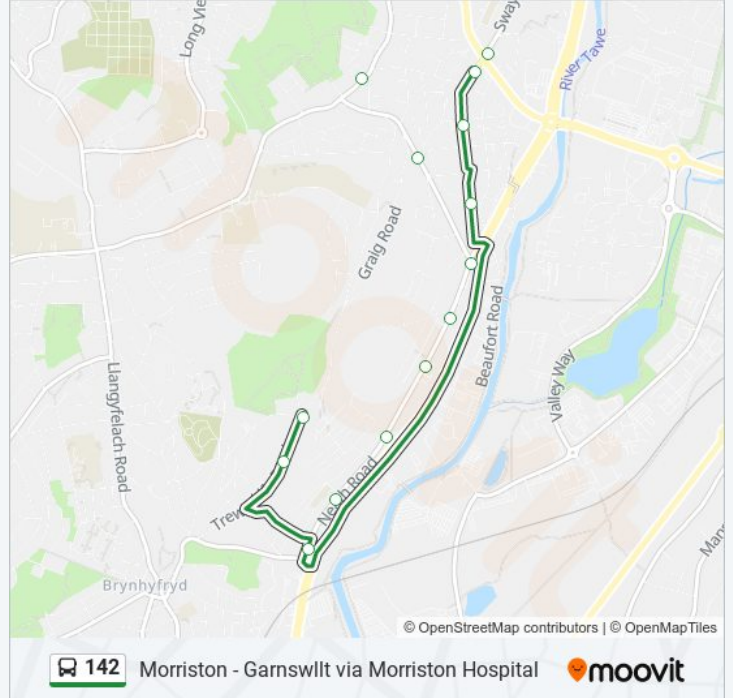 Long Vie
Sway
River Tawe
Graig Road
Beaufort Road
Llangyfelach Road
Valley Way
Neath Road
Trew
Brynhyfryd
Man
© OpenStreetMap contributors | © OpenMapTiles
142 Morriston - Garnswllt via Morriston Hospital moovit